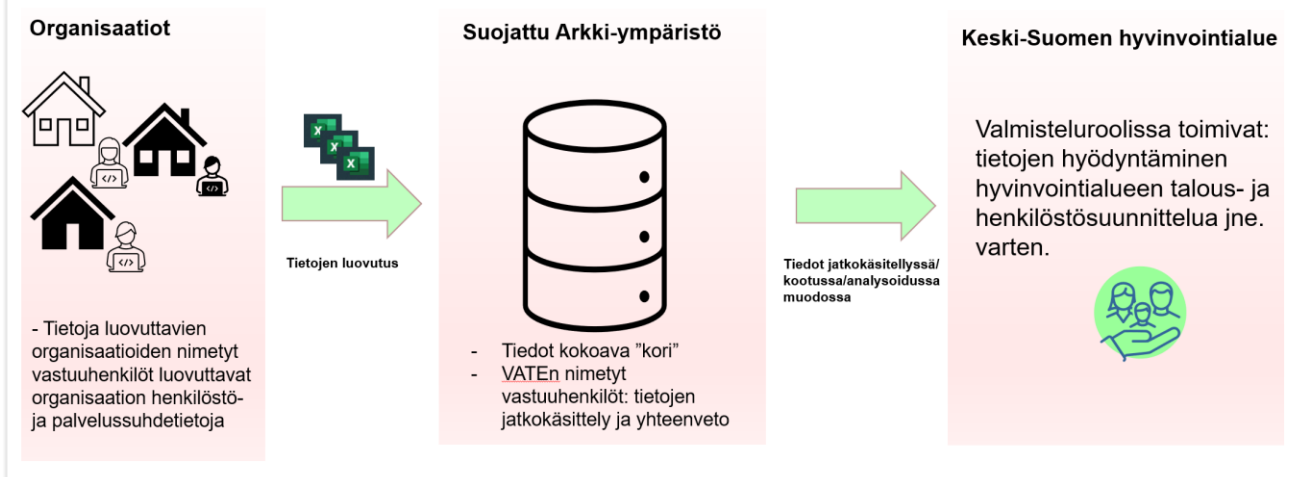 Organisaatiot
- Tietoja luovuttavien
organisaatioiden nimetyt
vastuuhenkilöt luovuttavat
organisaation henkilöstö-
ja palvelussuhdetietoja
Tietojen luovutus
Suojattu Arkki-ympäristö
- Tiedot kokoava ”kori”
- VATEn nimetyt
vastuuhenkilöt: tietojen
jatkokäsittely ja yhteenveto
Tiedot jatkokäsitellyssä/
kootussa/analysoidussa
muodossa
Keski-Suomen hyvinvointialue
Valmisteluroolissa toimivat:
tietojen hyödyntäminen
hyvinvointialueen talous- ja
henkilöstösuunnittelua jne.
varten.